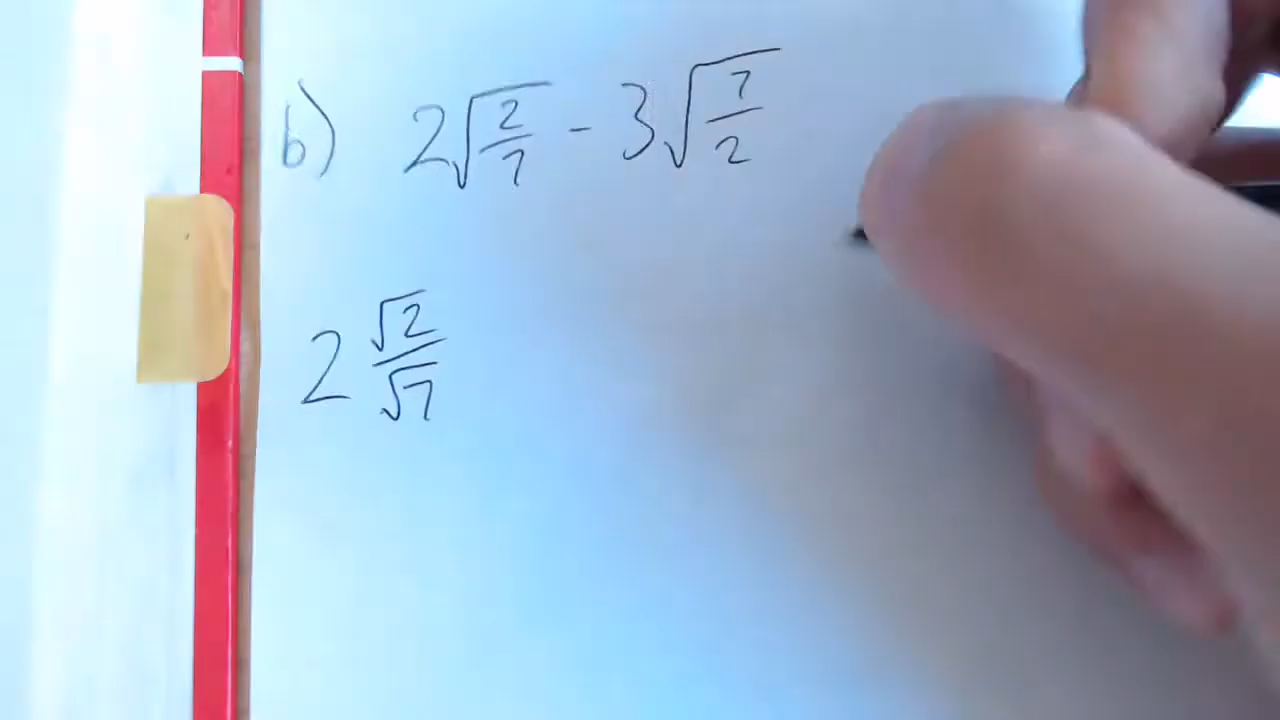 b) 2√(2/7) - 3√(7/2)
2 √2/√7